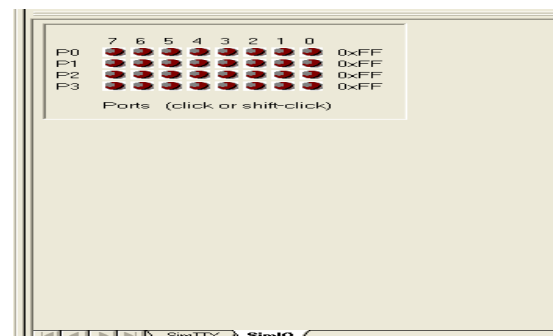 7 6 5 4 3 2 1 0
P0 0xFF
P1 0xFF
P2 0xFF
P3 0xFF
Ports (click or shift-click)
SimTTY SimIO